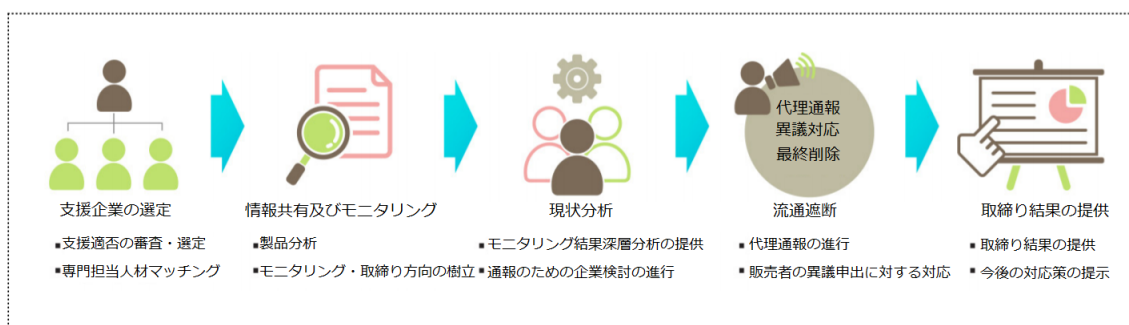 代理通報
異議対応
最終削除
支援企業の選定
▪支援適否の審査・選定
▪専門担当人材マッチング
情報共有及びモニタリング
▪製品分析
▪モニタリング・取締り方向の樹立
現状分析
▪モニタリング結果深層分析の提供
▪通報のための企業検討の進行
流通遮断
▪代理通報の進行
▪販売者の異議申出に対する対応
取締り結果の提供
▪取締り結果の提供
▪今後の対応策の提示